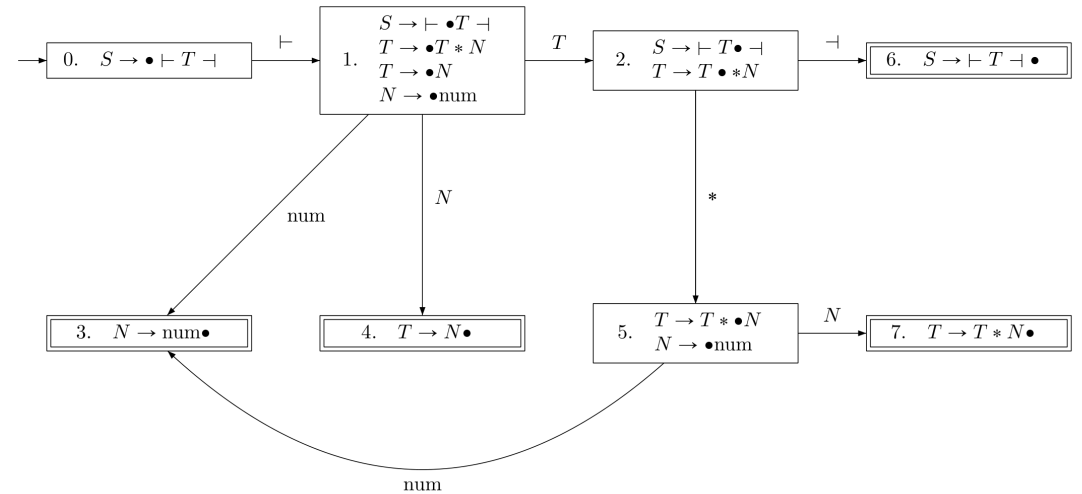 0. S → • ⊢ T ⊣
⊢
1.
S → ⊢ •T ⊣
T → •T ∗ N
T → •N
N → •num
T
2.
S → ⊢ T• ⊣
T → T • ∗N
⊣
6. S → ⊢ T ⊣ •
num
N
∗
3. N → num•
4. T → N•
5.
T → T ∗ •N
N → •num
N
7. T → T ∗ N•
num